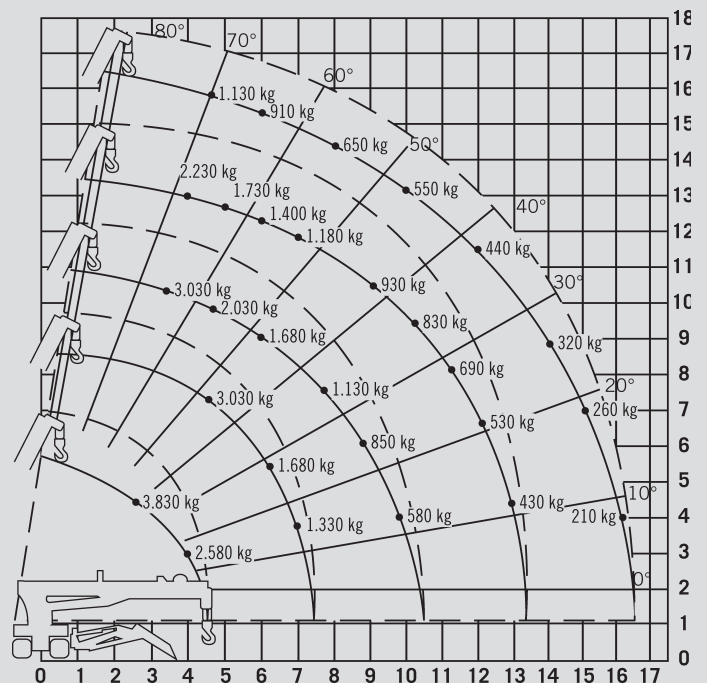 18
80°
70°
17
60°
16
1.130 kg
910 kg
15
650 kg
50°
14
2.230 kg
1.730 kg
550 kg
13
1.400 kg
40°
1.180 kg
12
440 kg
11
3.030 kg
930 kg
30°
2.030 kg
10
830 kg
1.680 kg
320 kg
9
690 kg
8
1.130 kg
20°
3.030 kg
260 kg
7
530 kg
850 kg
6
1.680 kg
5
3.830 kg
430 kg
10°
1.330 kg
580 kg
210 kg
4
2.580 kg
3
0°
2
1
0
0 1 2 3 4 5 6 7 8 9 10 11 12 13 14 15 16 17